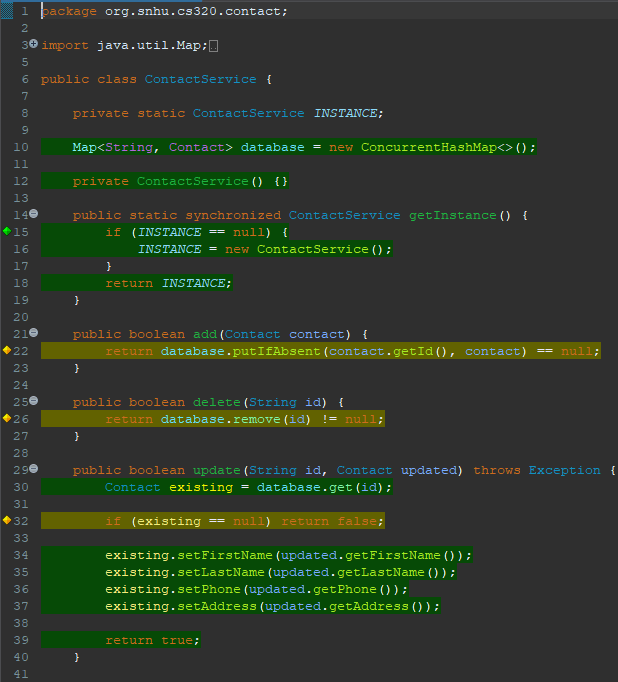 1 package org.snhu.cs320.contact;
2
3 import java.util.Map;
5
6 public class ContactService {
7
8 private static ContactService INSTANCE;
9
10 Map<String, Contact> database = new ConcurrentHashMap<>();
11
12 private ContactService() {}
13
14 public static synchronized ContactService getInstance() {
15 if (INSTANCE == null) {
16 INSTANCE = new ContactService();
17 }
18 return INSTANCE;
19 }
20
21 public boolean add(Contact contact) {
22 return database.putIfAbsent(contact.getId(), contact) == null;
23 }
24
25 public boolean delete(String id) {
26 return database.remove(id) != null;
27 }
28
29 public boolean update(String id, Contact updated) throws Exception {
30 Contact existing = database.get(id);
31
32 if (existing == null) return false;
33
34 existing.setFirstName(updated.getFirstName());
35 existing.setLastName(updated.getLastName());
36 existing.setPhone(updated.getPhone());
37 existing.setAddress(updated.getAddress());
38
39 return true;
40 }
41